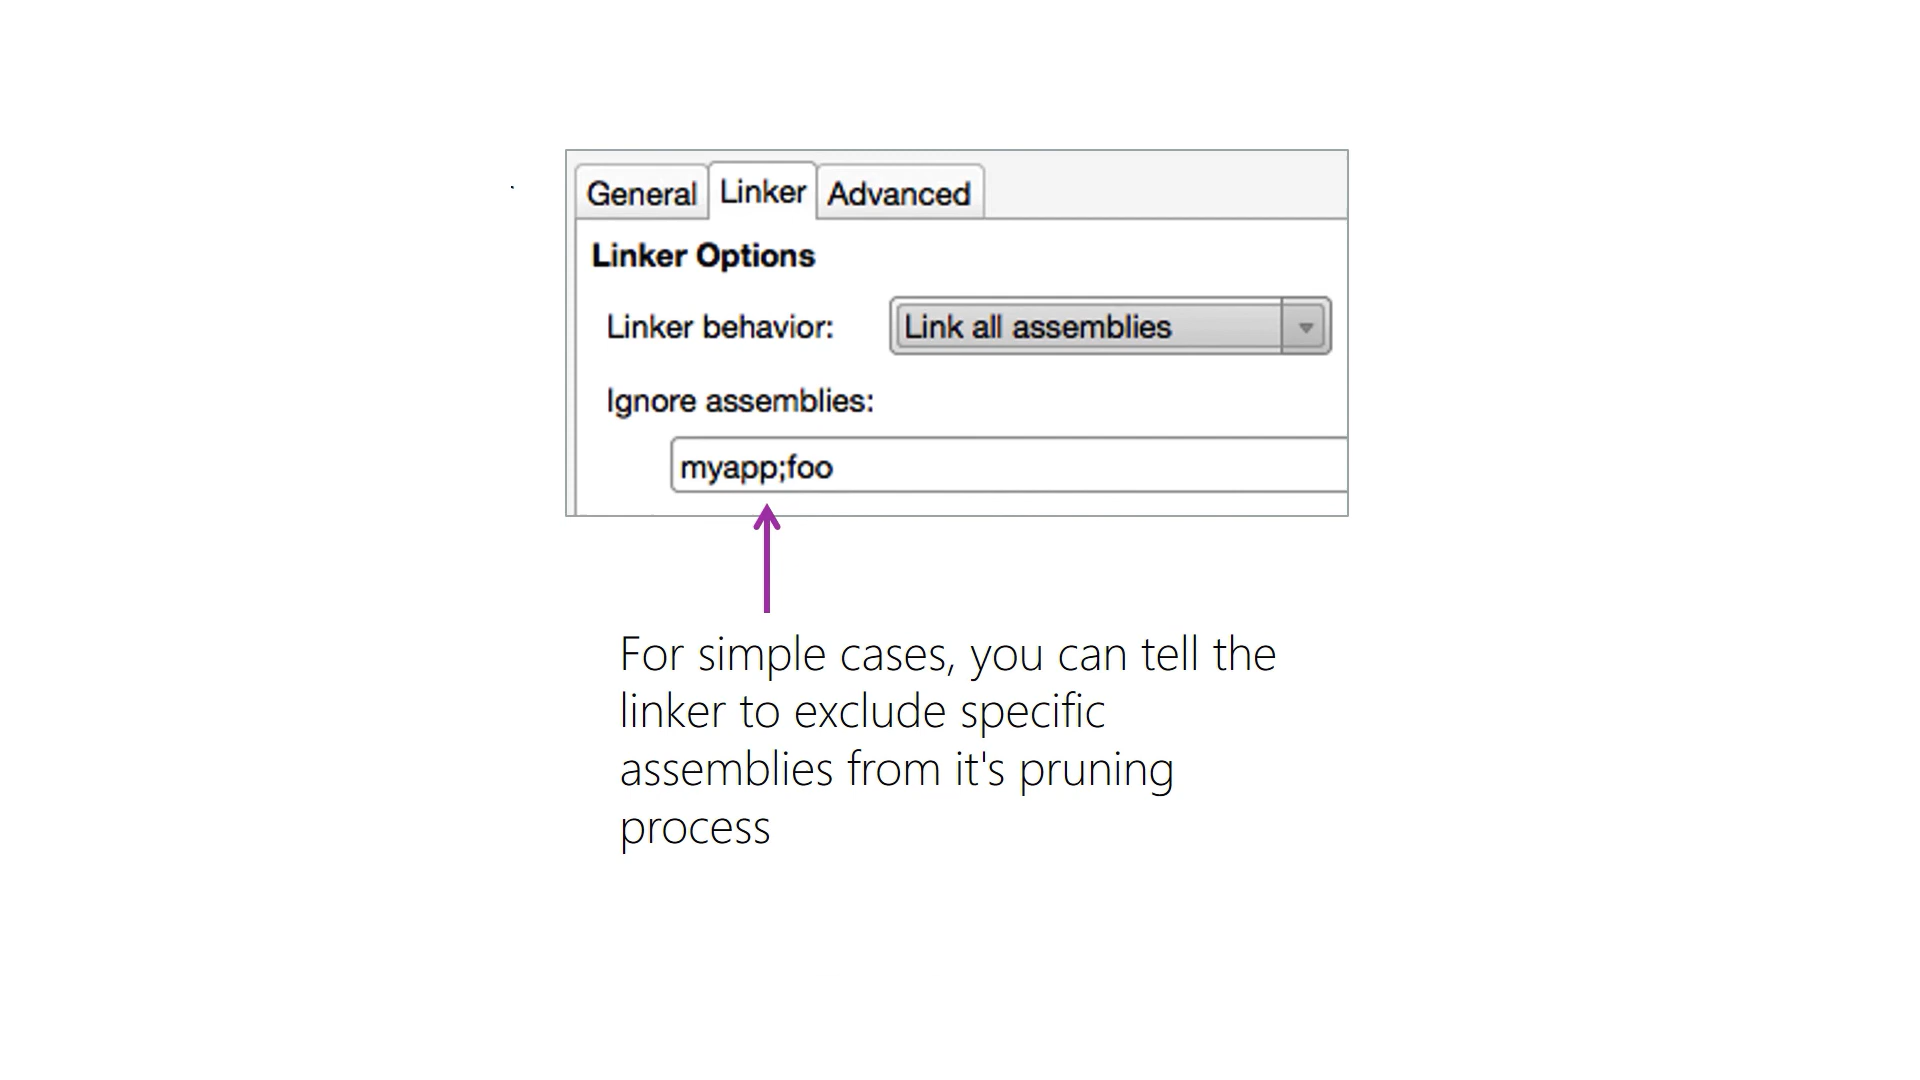 General Linker Advanced
Linker Options
Linker behavior: Link all assemblies
Ignore assemblies:
myapp;foo
For simple cases, you can tell the
linker to exclude specific
assemblies from it's pruning
process